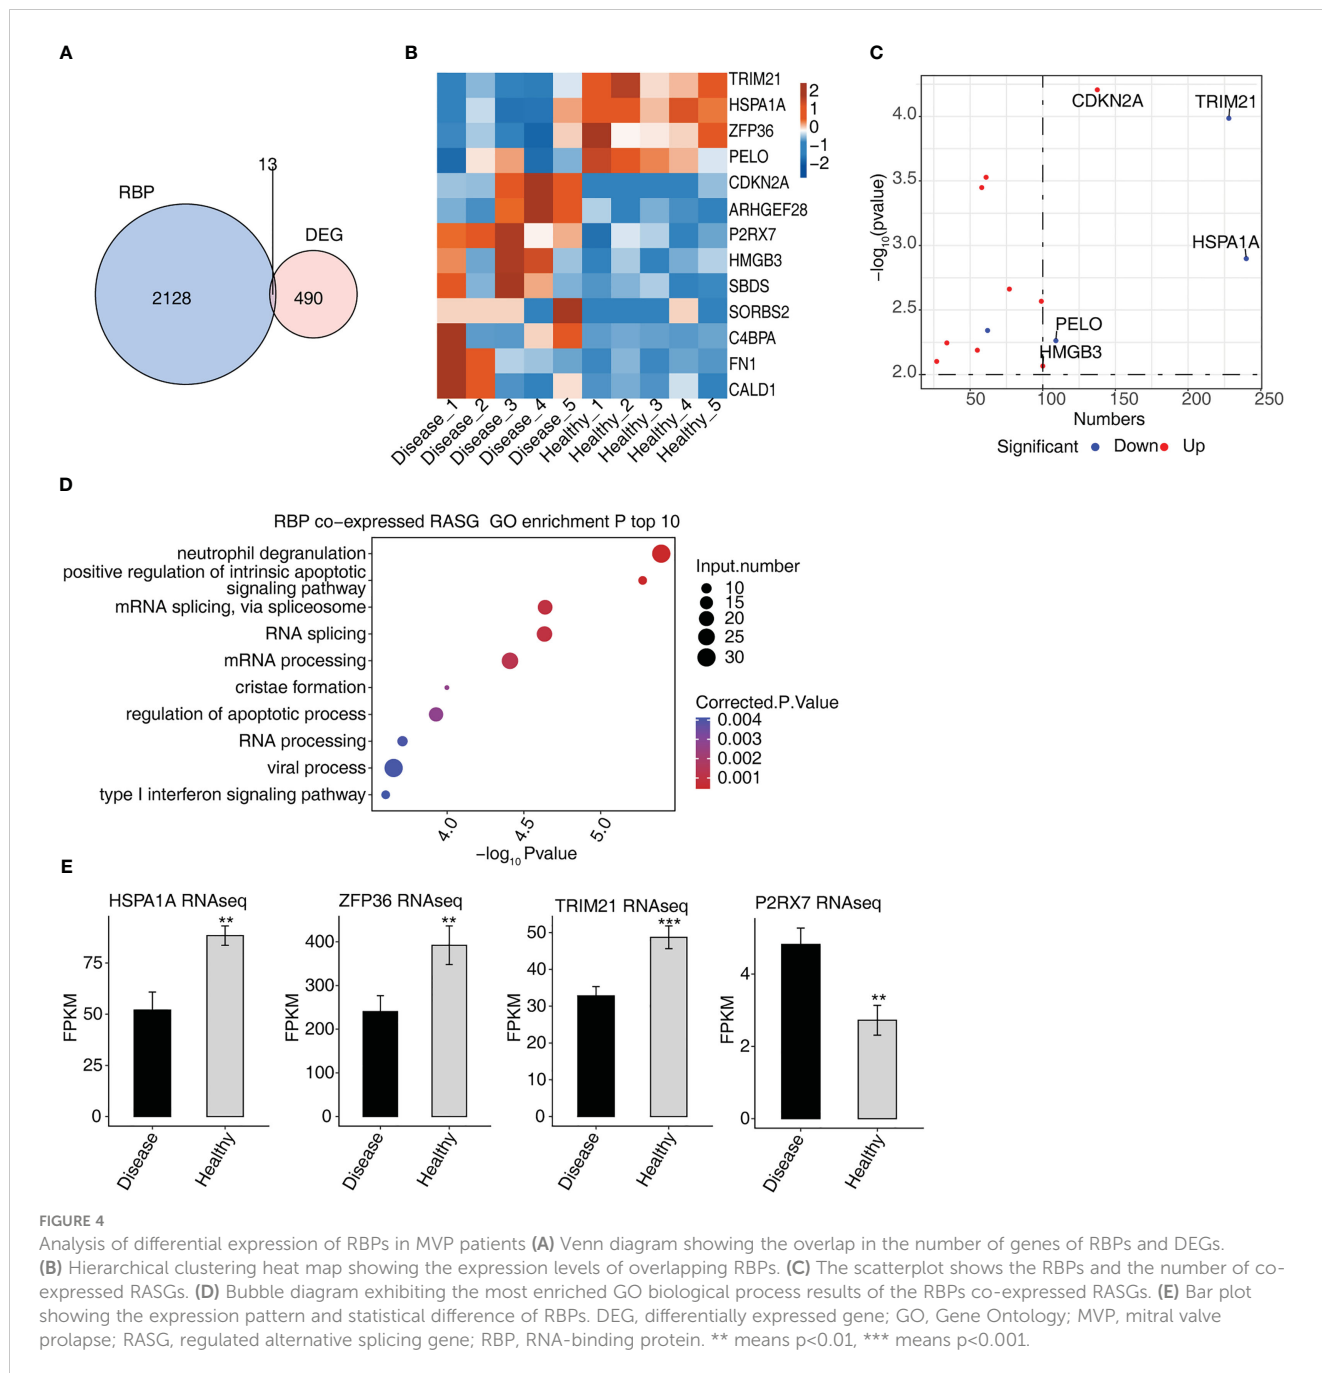 A
13
RBP
DEG
2128
490
B
TRIM21
HSPA1A
ZFP36
PELO
CDKN2A
ARHGEF28
P2RX7
HMGB3
SBDS
SORBS2
C4BPA
FN1
CALD1
2
1
0
−1
−2
Disease_1
Disease_2
Disease_3
Disease_4
Disease_5
Healthy_1
Healthy_2
Healthy_3
Healthy_4
Healthy_5
C
−log10(pvalue)
4.0
3.5
3.0
2.5
2.0
CDKN2A
TRIM21
HSPA1A
PELO
HMGB3
50
100
150
200
250
Numbers
Significant Down Up
D
RBP co−expressed RASG GO enrichment P top 10
neutrophil degranulation
positive regulation of intrinsic apoptotic
signaling pathway
mRNA splicing, via spliceosome
RNA splicing
mRNA processing
cristae formation
regulation of apoptotic process
RNA processing
viral process
type I interferon signaling pathway
4.0
4.5
5.0
−log10 Pvalue
Input.number
10
15
20
25
30
Corrected.P.Value
0.004
0.003
0.002
0.001
E
HSPA1A RNAseq
**
FPKM
75
50
25
0
Disease
Healthy
ZFP36 RNAseq
**
FPKM
400
300
200
100
0
Disease
Healthy
TRIM21 RNAseq
***
FPKM
50
40
30
20
10
0
Disease
Healthy
P2RX7 RNAseq
**
FPKM
4
2
0
Disease
Healthy
FIGURE 4
Analysis of differential expression of RBPs in MVP patients (A) Venn diagram showing the overlap in the number of genes of RBPs and DEGs.
(B) Hierarchical clustering heat map showing the expression levels of overlapping RBPs. (C) The scatterplot shows the RBPs and the number of co-
expressed RASGs. (D) Bubble diagram exhibiting the most enriched GO biological process results of the RBPs co-expressed RASGs. (E) Bar plot
showing the expression pattern and statistical difference of RBPs. DEG, differentially expressed gene; GO, Gene Ontology; MVP, mitral valve
prolapse; RASG, regulated alternative splicing gene; RBP, RNA-binding protein. ** means p<0.01, *** means p<0.001.